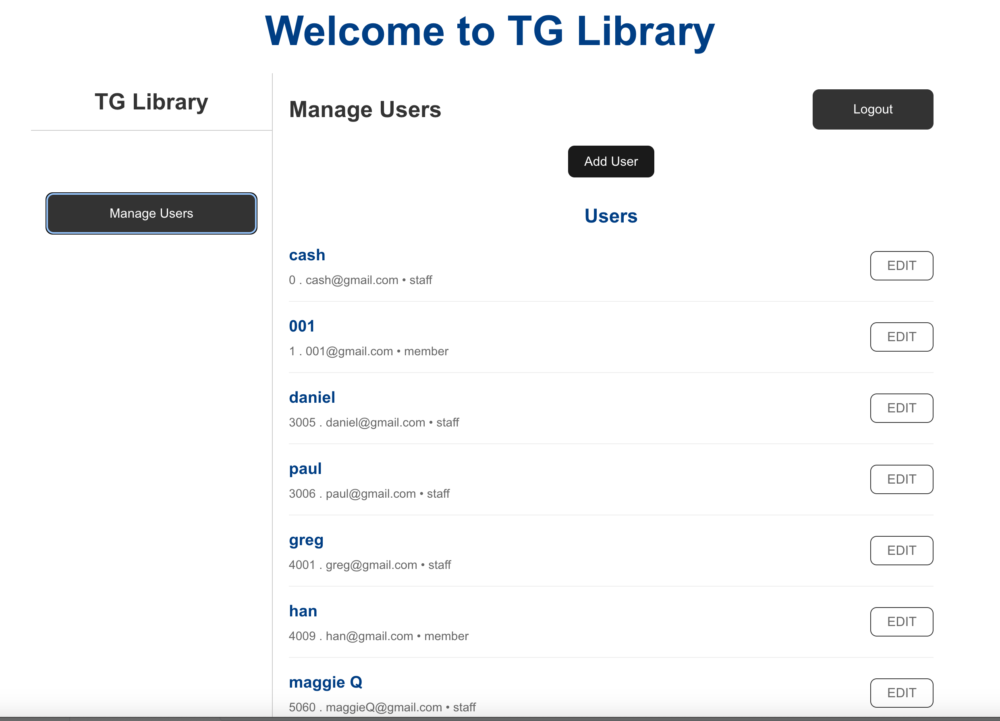 Welcome to TG Library
TG Library
Manage Users
Manage Users
Logout
Add User
Users
cash
0 . cash@gmail.com • staff
EDIT
001
1 . 001@gmail.com • member
EDIT
daniel
3005 . daniel@gmail.com • staff
EDIT
paul
3006 . paul@gmail.com • staff
EDIT
greg
4001 . greg@gmail.com • staff
EDIT
han
4009 . han@gmail.com • member
EDIT
maggie Q
5060 . maggieQ@gmail.com • staff
EDIT